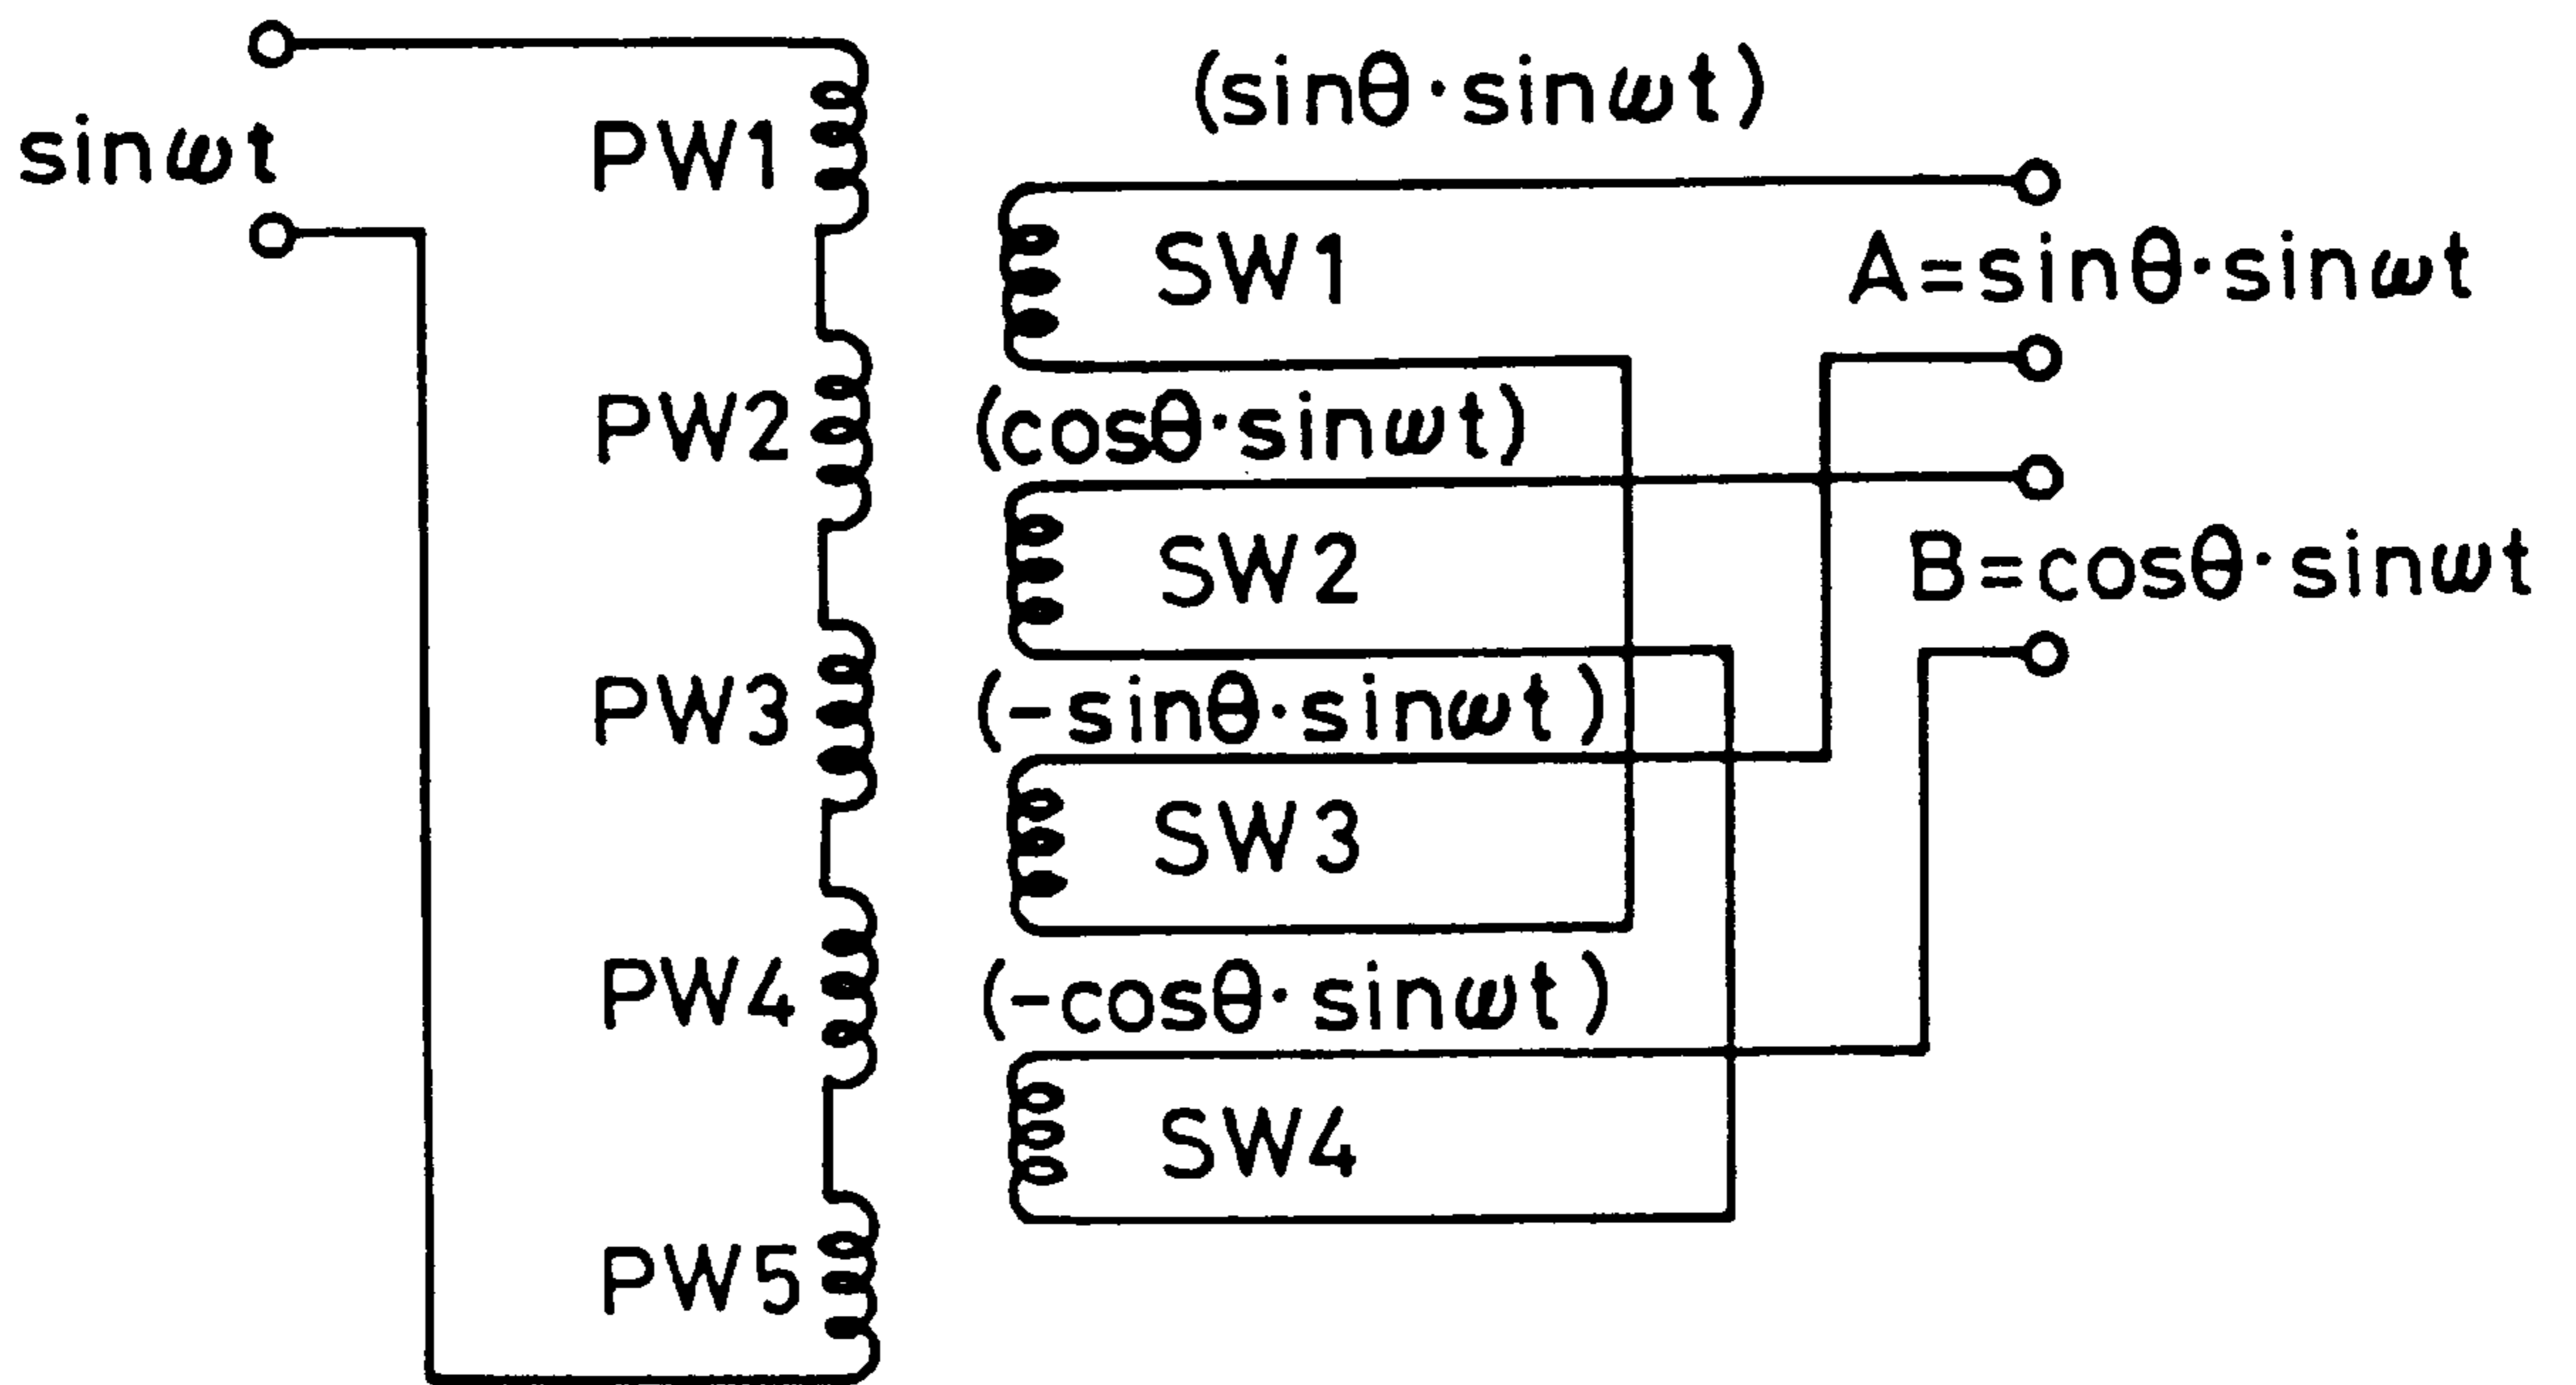 sinωt
PW1
PW2
PW3
PW4
PW5
(sinθ·sinωt)
SW1
(cosθ·sinωt)
SW2
(-sinθ·sinωt)
SW3
(-cosθ·sinωt)
SW4
A=sinθ·sinωt
B=cosθ·sinωt